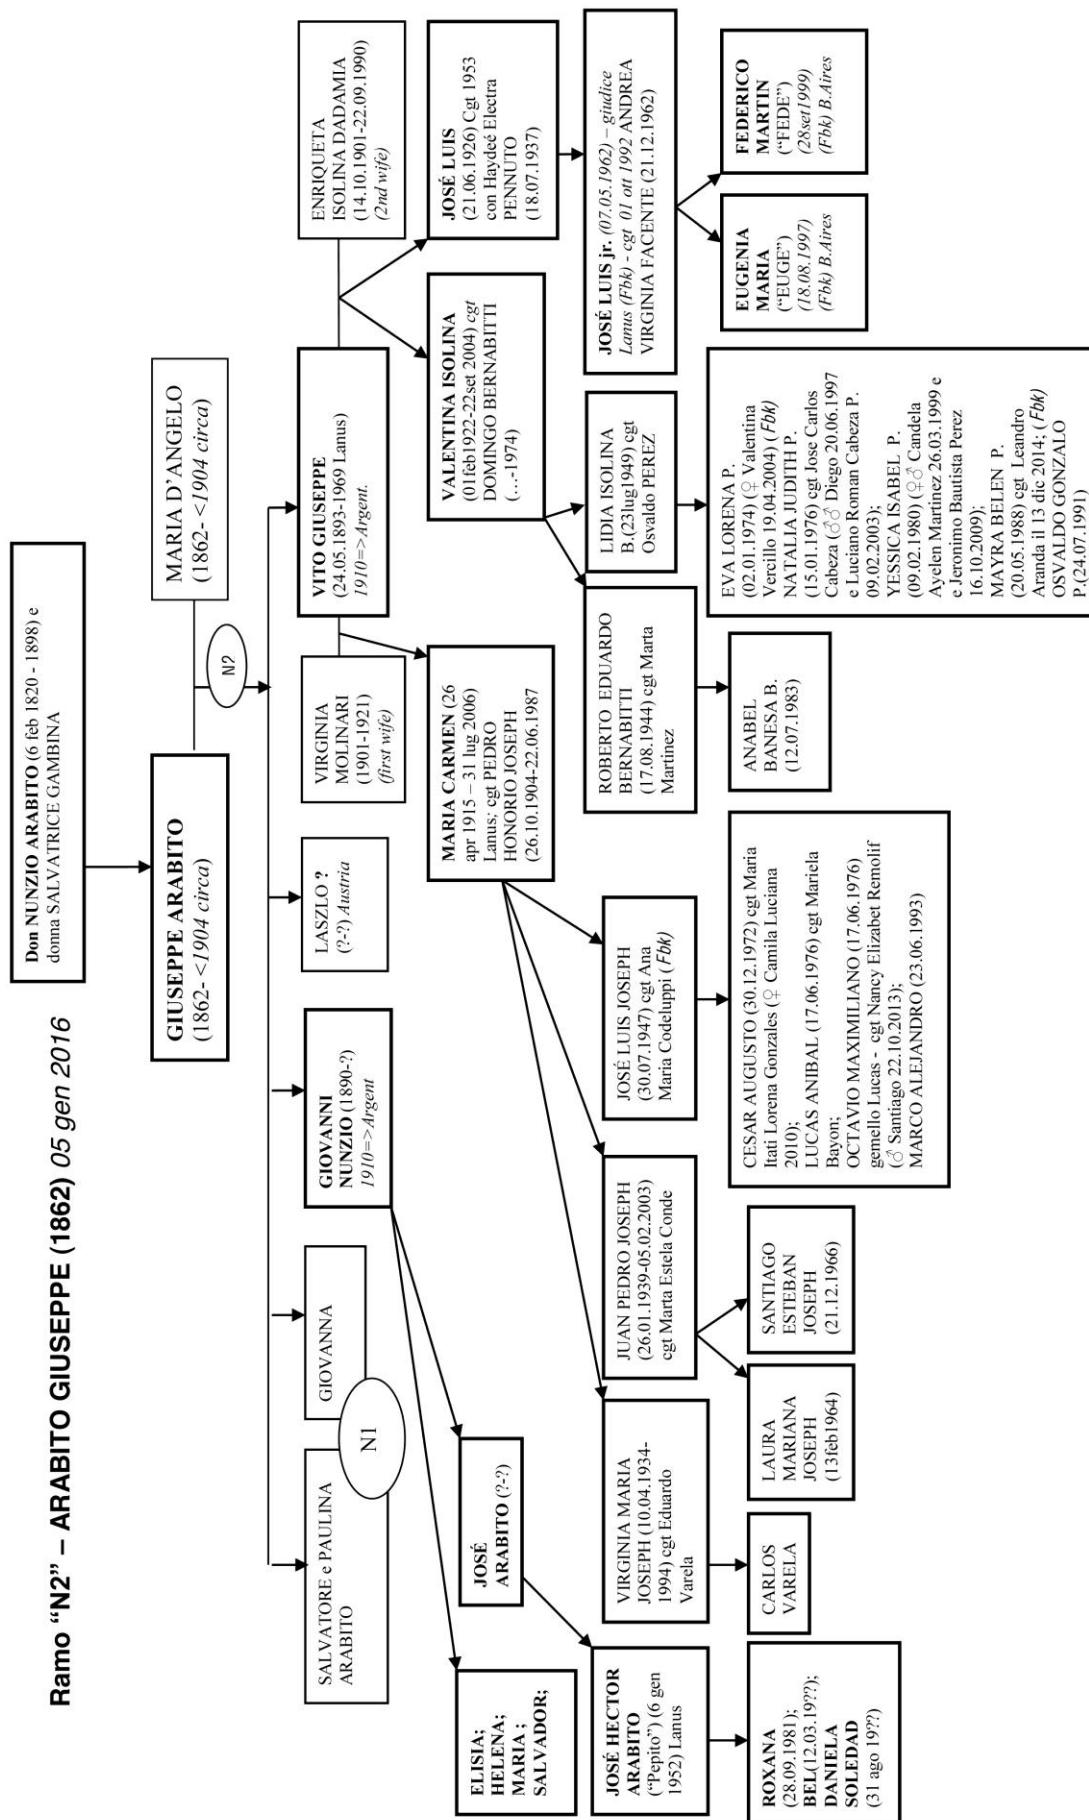 Ramo “N2” – ARABITO GIUSEPPE (1862) 05 gen 2016
Don NUNZIO ARABITO (6 feb 1820 - 1898) e
donna SALVATRICE GAMBINA
GIUSEPPE ARABITO
(1862- <1904 circa)
MARIA D’ANGELO
(1862- <1904 circa)
N2
SALVATORE e PAULINA
ARABITO
GIOVANNA
N1
GIOVANNI
NUNZIO (1890-?)
1910=>Argent
LASZLO ?
(?-?) Austria
VIRGINIA
MOLINARI
(1901-1921)
(first wife)
VITO GIUSEPPE
(24.05.1893-1969 Lanus)
1910=>Argent.
ENRIQUETA
ISOLINA DADAMIA
(14.10.1901-22.09.1990)
(2nd wife)
ELISIA;
HELENA;
MARIA ;
SALVADOR;
JOSÉ
ARABITO (?-?)
MARIA CARMEN (26
apr 1915 – 31 lug 2006)
Lanus; cgt PEDRO
HONORIO JOSEPH
(26.10.1904-22.06.1987
VALENTINA ISOLINA
(01feb1922-22set 2004) cgt
DOMINGO BERNABITTI
(…-1974)
JOSÉ LUIS
(21.06.1926) Cgt 1953
con Haydeé Electra
PENNUTO
(18.07.1937)
JOSÉ HECTOR
ARABITO
(“Pepito”) (6 gen
1952) Lanus
VIRGINIA MARIA
JOSEPH (10.04.1934-
1994) cgt Eduardo
Varela
JUAN PEDRO JOSEPH
(26.01.1939-05.02.2003)
cgt Marta Estela Conde
JOSÉ LUIS JOSEPH
(30.07.1947) cgt Ana
Maria Codeluppi (Fbk)
ROBERTO EDUARDO
BERNABITTI
(17.08.1944) cgt Marta
Martinez
LIDIA ISOLINA
B.(23lug1949) cgt
Osvaldo PEREZ
JOSÉ LUIS jr. (07.05.1962) – giudice
Lanus (Fbk) - cgt 01 ott 1992 ANDREA
VIRGINIA FACENTE (21.12.1962)
ROXANA
(28.09.1981);
BEL(12.03.19??);
DANIELA
SOLEDAD
(31 ago 19??)
CARLOS
VARELA
LAURA
MARIANA
JOSEPH
(13feb1964)
SANTIAGO
ESTEBAN
JOSEPH
(21.12.1966)
CESAR AUGUSTO (30.12.1972) cgt Maria
Itati Lorena Gonzales (♀ Camila Luciana
2010);
LUCAS ANIBAL (17.06.1976) cgt Mariela
Bayon;
OCTAVIO MAXIMILIANO (17.06.1976)
gemello Lucas - cgt Nancy Elizabet Remolif
(♂ Santiago 22.10.2013);
MARCO ALEJANDRO (23.06.1993)
ANABEL
BANESA B.
(12.07.1983)
EVA LORENA P.
(02.01.1974) (♀ Valentina
Vercillo 19.04.2004) (Fbk)
NATALIA JUDITH P.
(15.01.1976) cgt Jose Carlos
Cabeza (♂♂ Diego 20.06.1997
e Luciano Roman Cabeza P.
09.02.2003);
YESSICA ISABEL P.
(09.02.1980) (♀♂ Candela
Ayelen Martinez 26.03.1999 e
Jeronimo Bautista Perez
16.10.2009);
MAYRA BELEN P.
(20.05.1988) cgt Leandro
Aranda il 13 dic 2014; (Fbk)
OSVALDO GONZALO
P.(24.07.1991)
EUGENIA
MARIA
(“EUGE”)
(18.08.1997)
(Fbk) B.Aires
FEDERICO
MARTIN
(“FEDE”)
(28set1999)
(Fbk) B.Aires